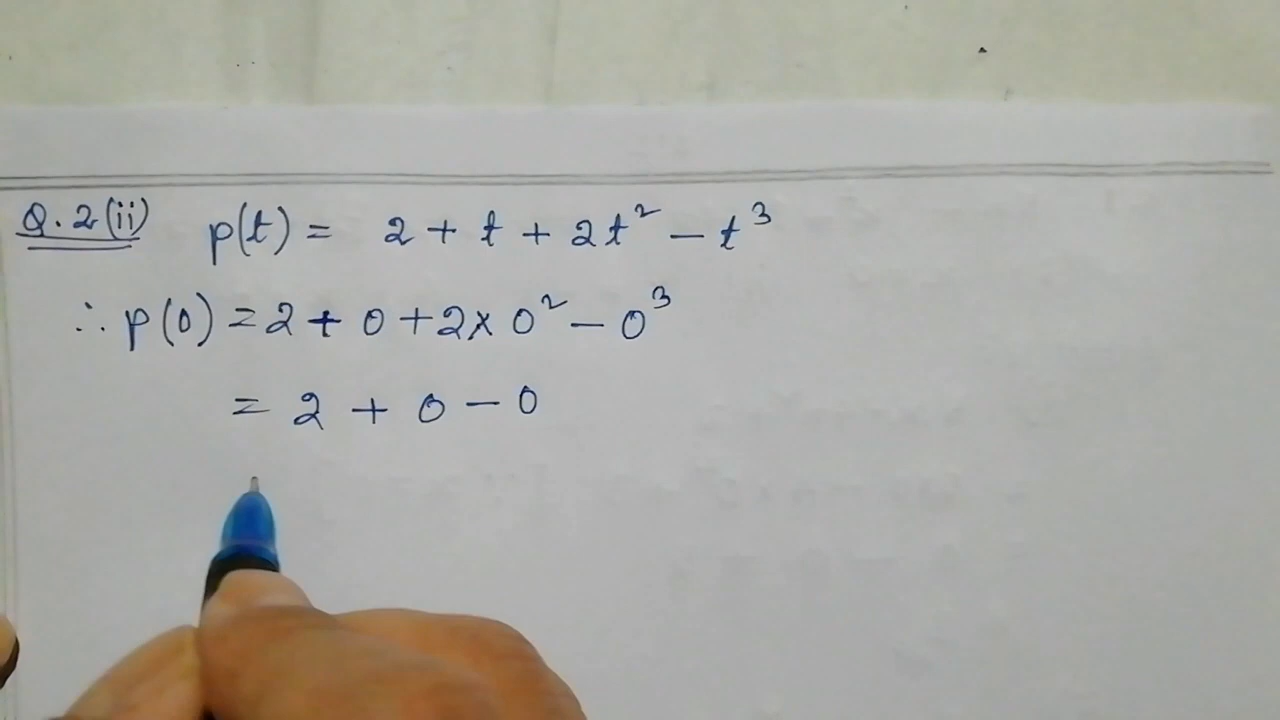 Q.2(ii) p(t) = 2 + t + 2t² − t³
∴ p(0) = 2 + 0 + 2 × 0² − 0³
= 2 + 0 − 0